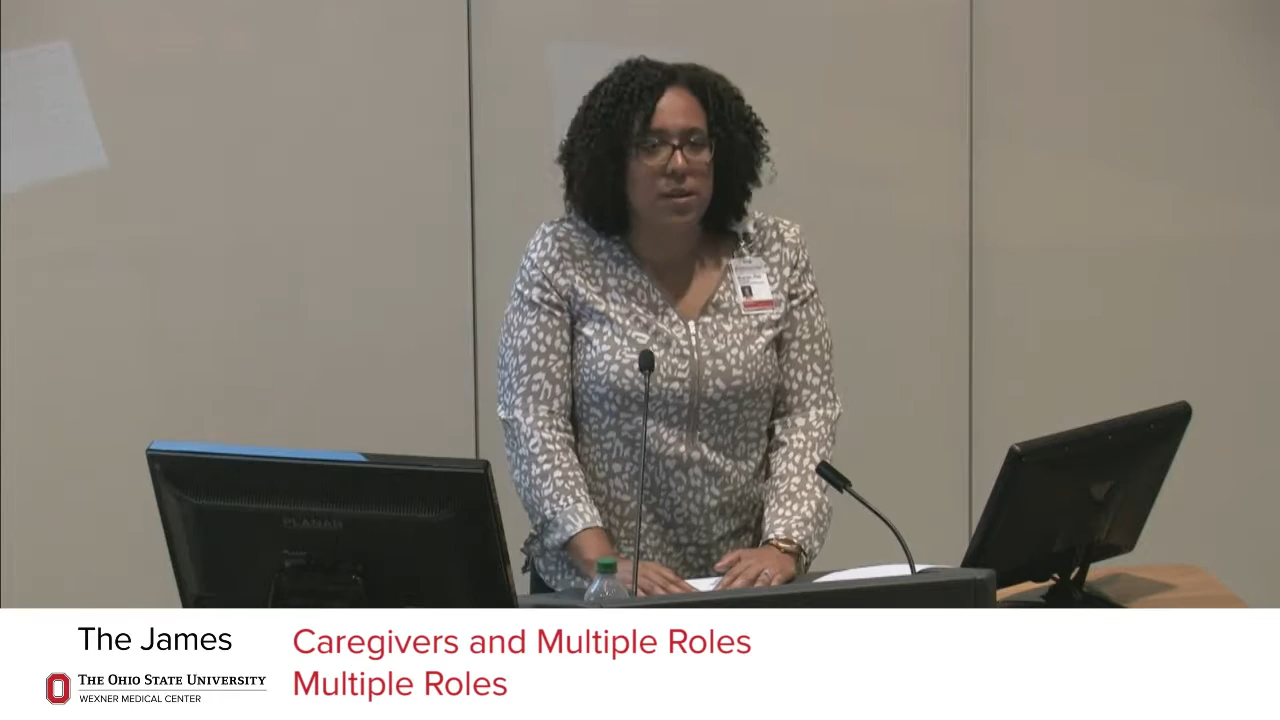 PLANAR
The James
THE OHIO STATE UNIVERSITY
WEXNER MEDICAL CENTER
Caregivers and Multiple Roles
Multiple Roles